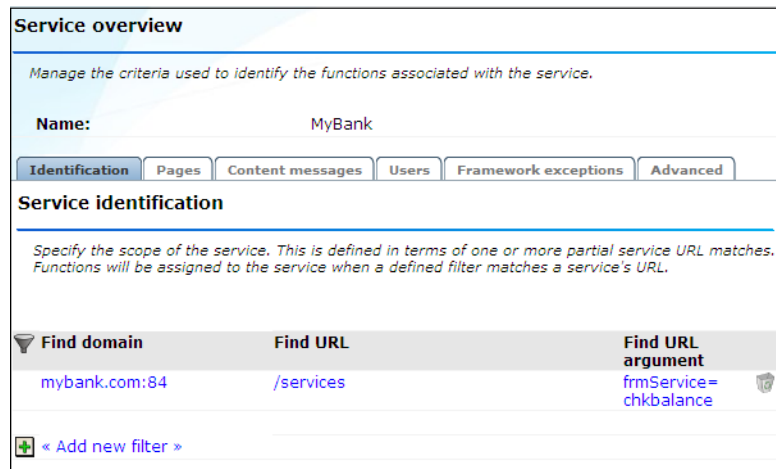 Service overview
Manage the criteria used to identify the functions associated with the service.
Name: MyBank
Identification Pages Content messages Users Framework exceptions Advanced
Service identification
Specify the scope of the service. This is defined in terms of one or more partial service URL matches.
Functions will be assigned to the service when a defined filter matches a service's URL.
Find domain Find URL Find URL
argument
mybank.com:84 /services frmService=
chkbalance
« Add new filter »